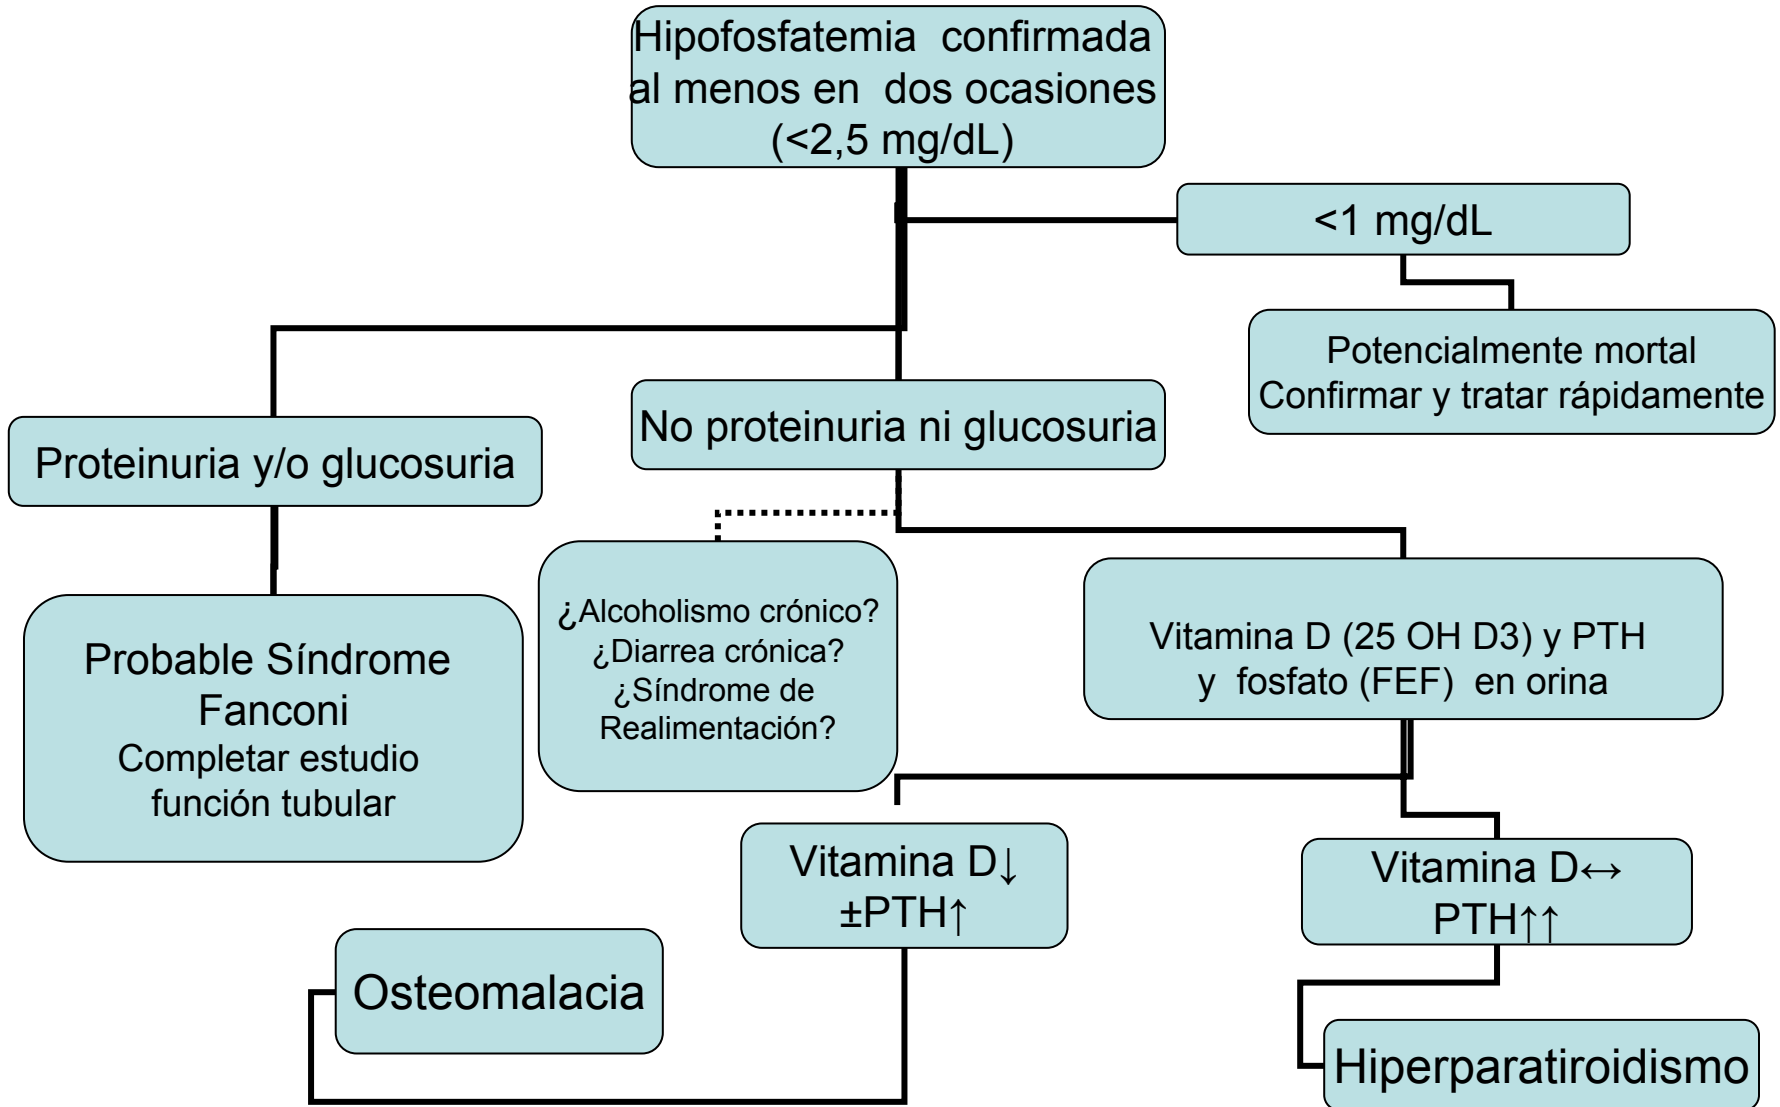 Hipofosfatemia confirmada
al menos en dos ocasiones
(<2,5 mg/dL)
<1 mg/dL
Potencialmente mortal
Confirmar y tratar rápidamente
No proteinuria ni glucosuria
Proteinuria y/o glucosuria
¿Alcoholismo crónico?
¿Diarrea crónica?
¿Síndrome de
Realimentación?
Vitamina D (25 OH D3) y PTH
y fosfato (FEF) en orina
Probable Síndrome
Fanconi
Completar estudio
función tubular
Vitamina D↓
±PTH↑
Vitamina D↔
PTH↑↑
Osteomalacia
Hiperparatiroidismo